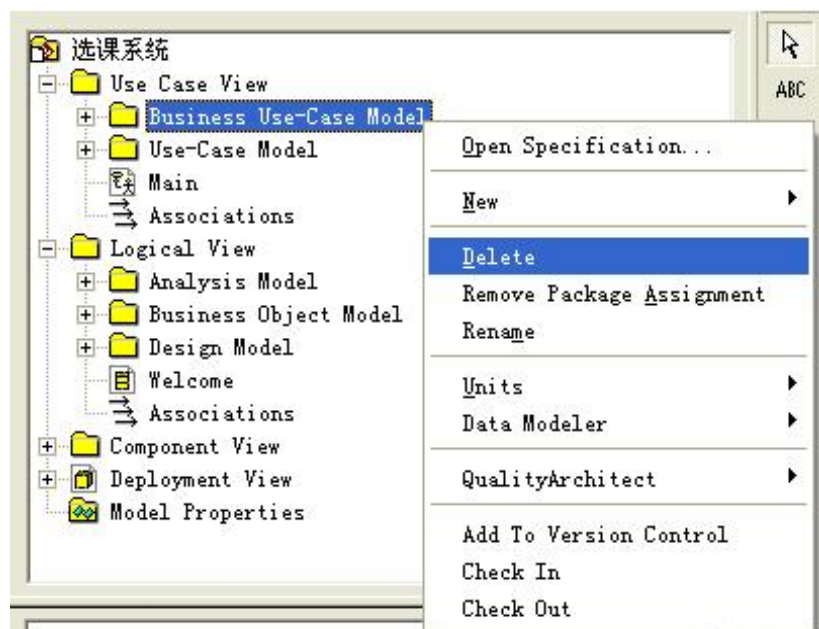 选课系统
Use Case View
Business Use-Case Model
Use-Case Model
Main
Associations
Logical View
Analysis Model
Business Object Model
Design Model
Welcome
Associations
Component View
Deployment View
Model Properties
ABC
Open Specification...
New
Delete
Remove Package Assignment
Rename
Units
Data Modeler
QualityArchitect
Add To Version Control
Check In
Check Out